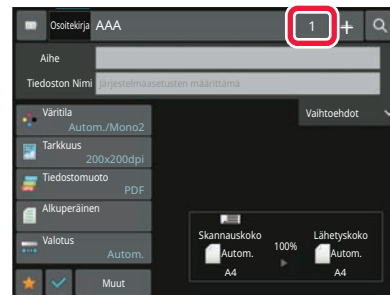 Osoitekirja AAA 1 +
Aihe
Tiedoston Nimi Järjestelmäasetusten määrittämä
Väritila
Autom./Mono2
Vaihtoehdot
Tarkkuus
200x200dpi
Tiedostomuoto
PDF
Alkuperäinen
Valotus
Autom.
Skannauskoko
Autom.
A4
100%
Lähetyskoko
Autom.
A4
Muut